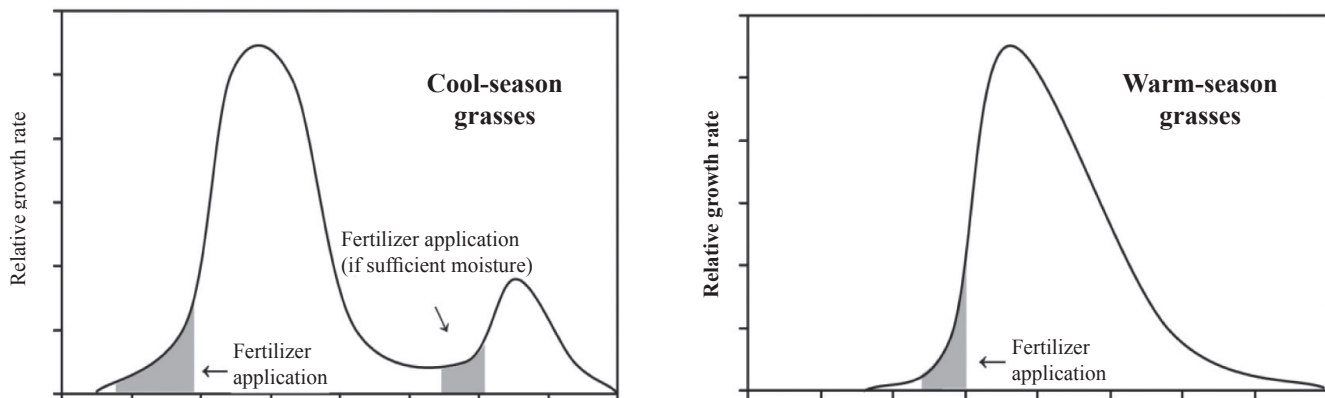 Relative growth rate
Cool-season
grasses
Fertilizer application
(if sufficient moisture)
Fertilizer
application
Relative growth rate
Warm-season
grasses
Fertilizer
application